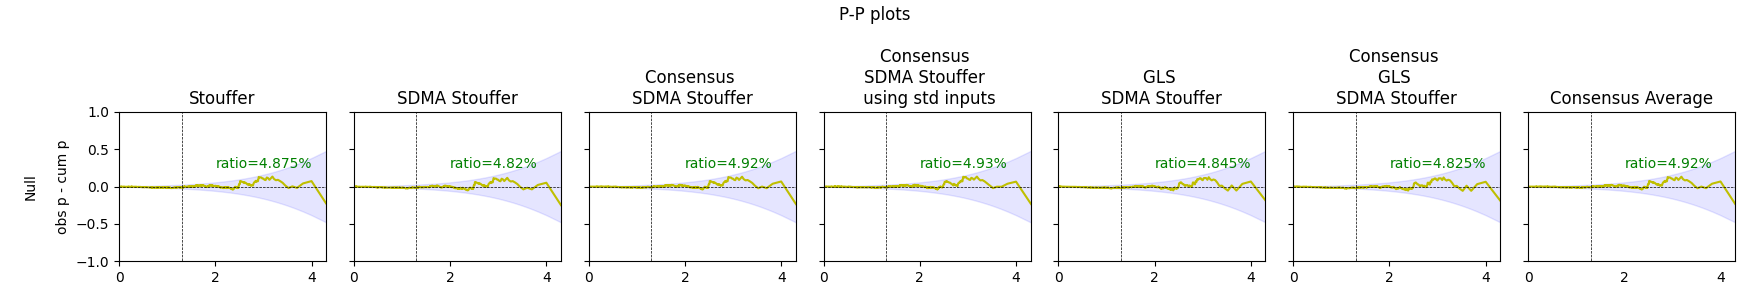 P-P plots
Stouffer
SDMA Stouffer
Consensus
SDMA Stouffer
Consensus
SDMA Stouffer
using std inputs
GLS
SDMA Stouffer
Consensus
GLS
SDMA Stouffer
Consensus Average
Null
obs p - cum p
1.0
0.5
0.0
−0.5
−1.0
ratio=4.875%
ratio=4.82%
ratio=4.92%
ratio=4.93%
ratio=4.845%
ratio=4.825%
ratio=4.92%
0 2 4
0 2 4
0 2 4
0 2 4
0 2 4
0 2 4
0 2 4